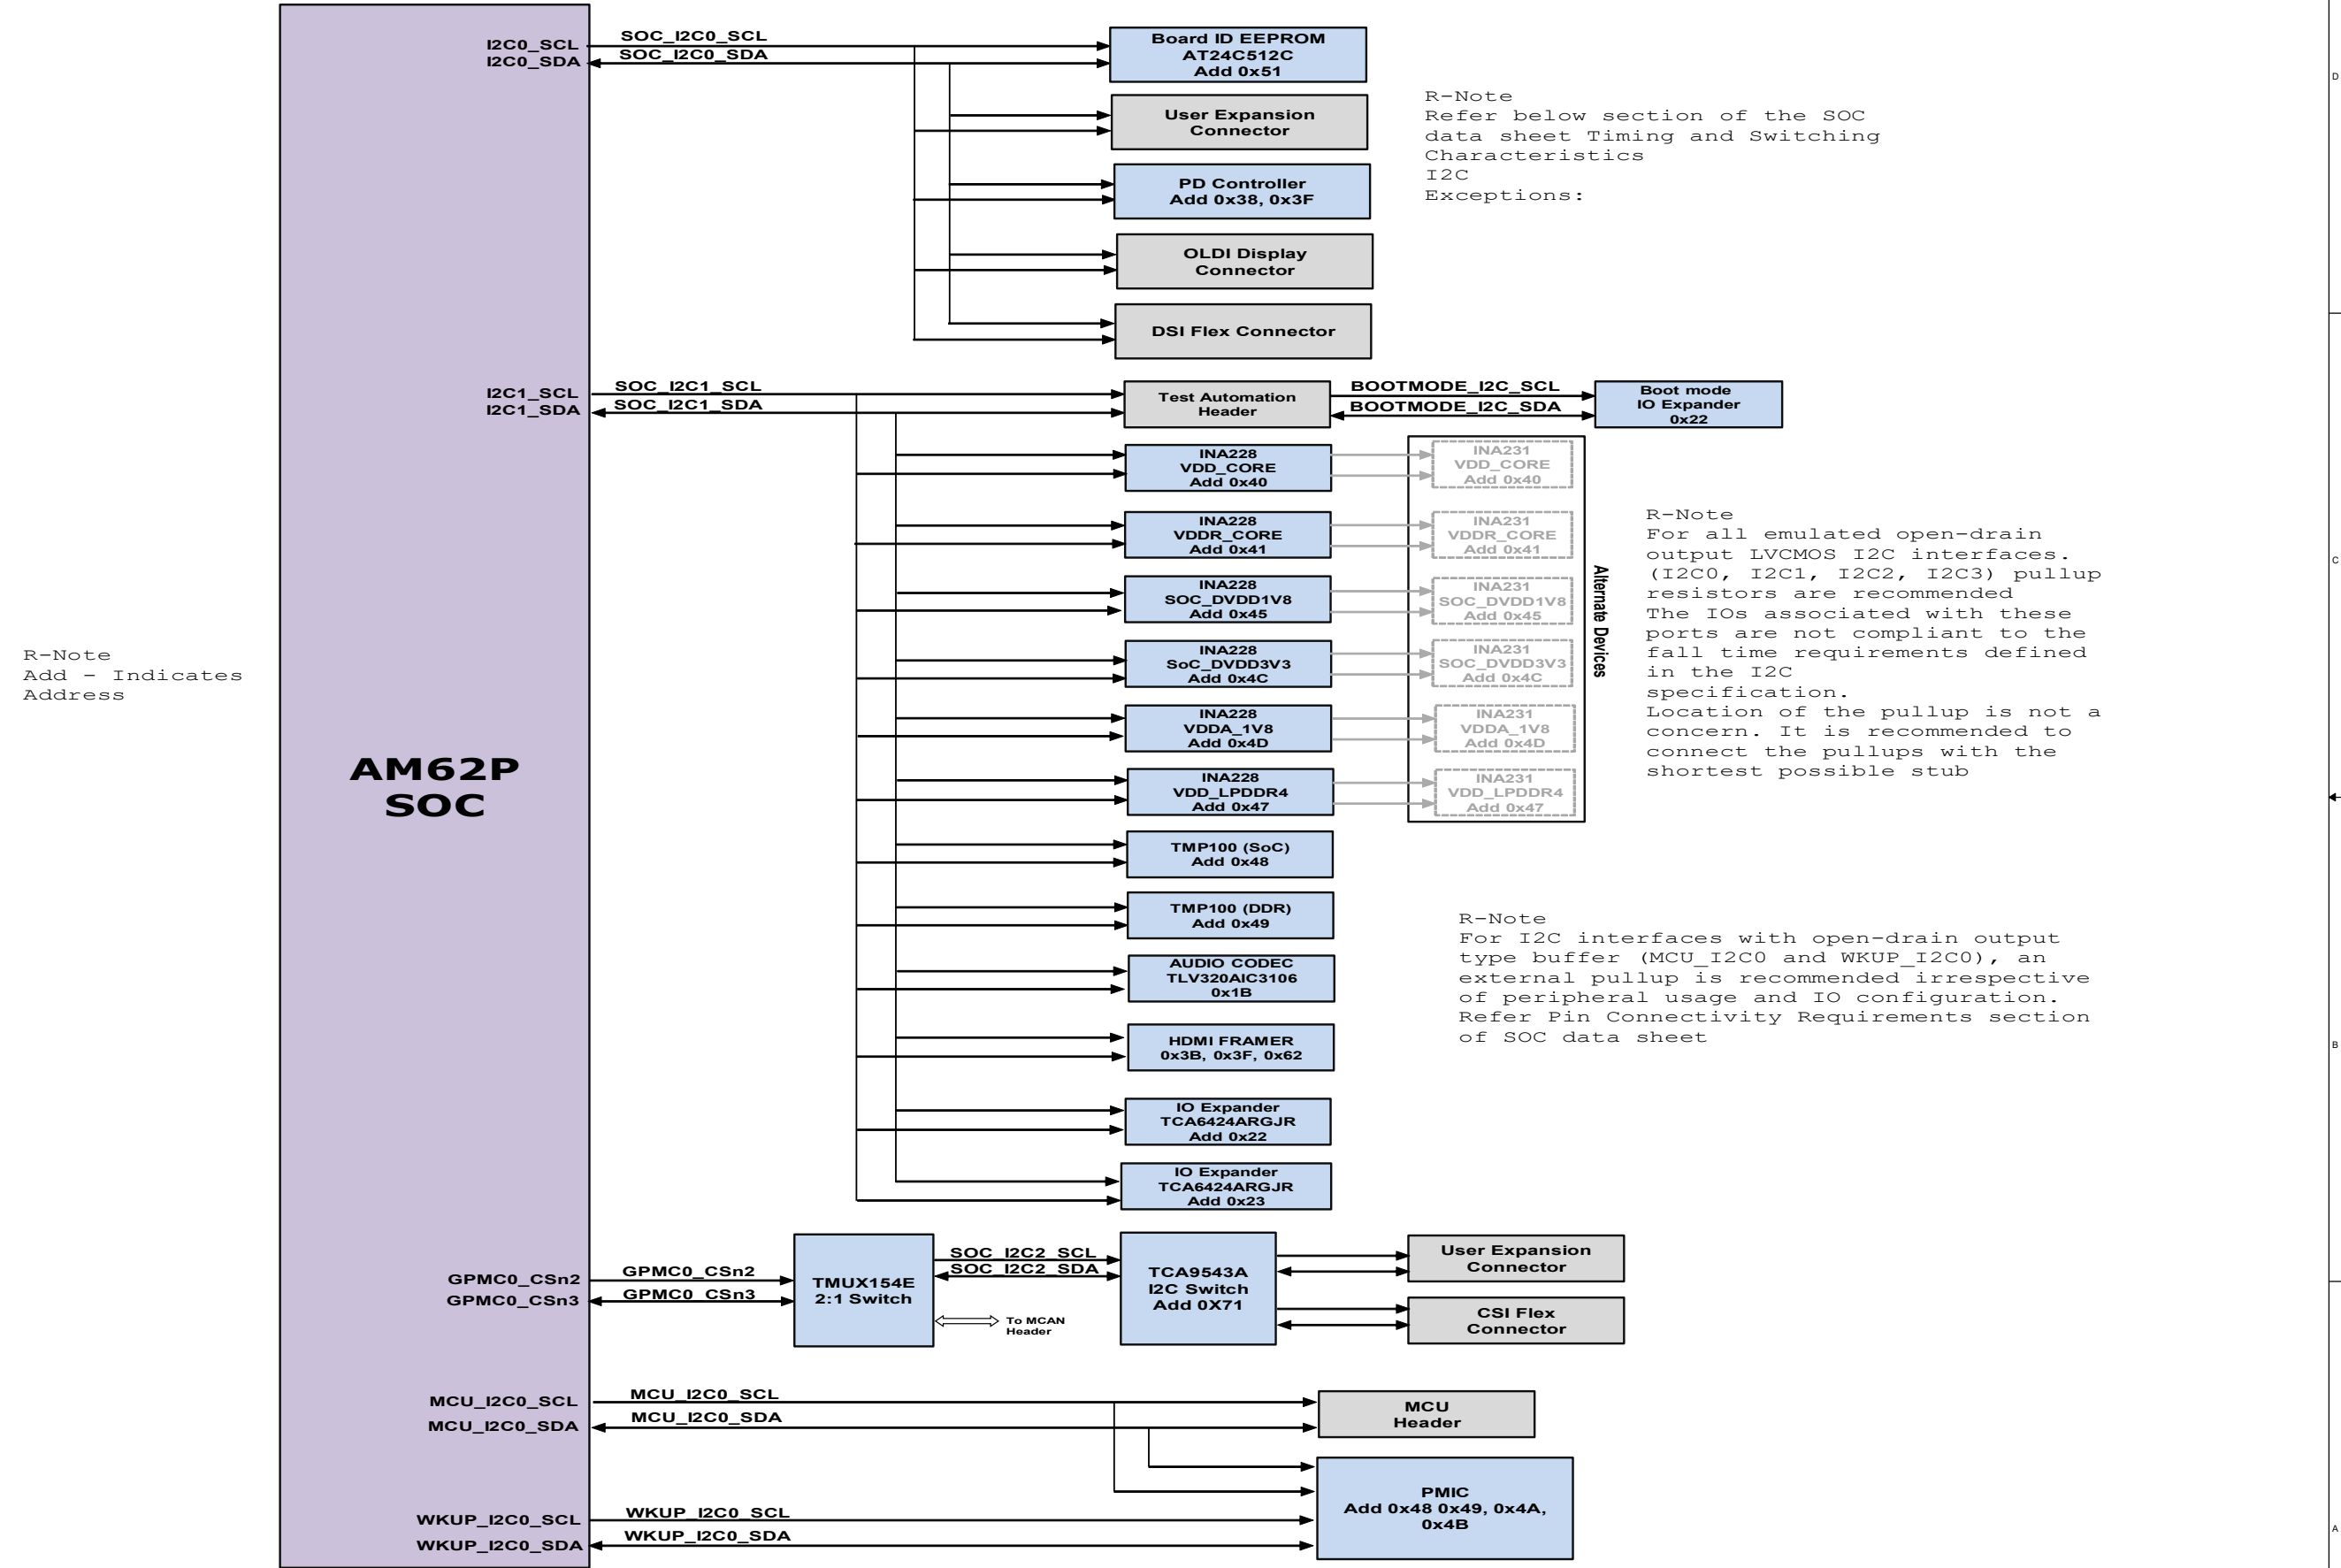 I2C0_SCL
I2C0_SDA
SOC_I2C0_SCL
SOC_I2C0_SDA
Board ID EEPROM
AT24C512C
Add 0x51
User Expansion
Connector
PD Controller
Add 0x38, 0x3F
OLDI Display
Connector
DSI Flex Connector
R-Note
Refer below section of the SOC
data sheet Timing and Switching
Characteristics
I2C
Exceptions:
D
I2C1_SCL
I2C1_SDA
SOC_I2C1_SCL
SOC_I2C1_SDA
Test Automation
Header
BOOTMODE_I2C_SCL
BOOTMODE_I2C_SDA
Boot mode
IO Expander
0x22
INA228
VDD_CORE
Add 0x40
INA231
VDD_CORE
Add 0x40
INA228
VDDR_CORE
Add 0x41
INA231
VDDR_CORE
Add 0x41
INA228
SOC_DVDD1V8
Add 0x45
INA231
SOC_DVDD1V8
Add 0x45
INA228
SoC_DVDD3V3
Add 0x4C
INA231
SOC_DVDD3V3
Add 0x4C
INA228
VDDA_1V8
Add 0x4D
INA231
VDDA_1V8
Add 0x4D
INA228
VDD_LPDDR4
Add 0x47
INA231
VDD_LPDDR4
Add 0x47
Alternate Devices
R-Note
For all emulated open-drain
output LVCMOS I2C interfaces.
(I2C0, I2C1, I2C2, I2C3) pullup
resistors are recommended
The IOs associated with these
ports are not compliant to the
fall time requirements defined
in the I2C
specification.
Location of the pullup is not a
concern. It is recommended to
connect the pullups with the
shortest possible stub
C
R-Note
Add - Indicates
Address
AM62P
SOC
TMP100 (SoC)
Add 0x48
TMP100 (DDR)
Add 0x49
AUDIO CODEC
TLV320AIC3106
0x1B
HDMI FRAMER
0x3B, 0x3F, 0x62
IO Expander
TCA6424ARGJR
Add 0x22
IO Expander
TCA6424ARGJR
Add 0x23
R-Note
For I2C interfaces with open-drain output
type buffer (MCU_I2C0 and WKUP_I2C0), an
external pullup is recommended irrespective
of peripheral usage and IO configuration.
Refer Pin Connectivity Requirements section
of SOC data sheet
B
GPMC0_CSn2
GPMC0_CSn3
GPMC0_CSn2
GPMC0_CSn3
TMUX154E
2:1 Switch
SOC_I2C2_SCL
SOC_I2C2_SDA
To MCAN
Header
TCA9543A
I2C Switch
Add 0X71
User Expansion
Connector
CSI Flex
Connector
MCU_I2C0_SCL
MCU_I2C0_SDA
MCU_I2C0_SCL
MCU_I2C0_SDA
MCU
Header
PMIC
Add 0x48 0x49, 0x4A,
0x4B
WKUP_I2C0_SCL
WKUP_I2C0_SDA
WKUP_I2C0_SCL
WKUP_I2C0_SDA
A